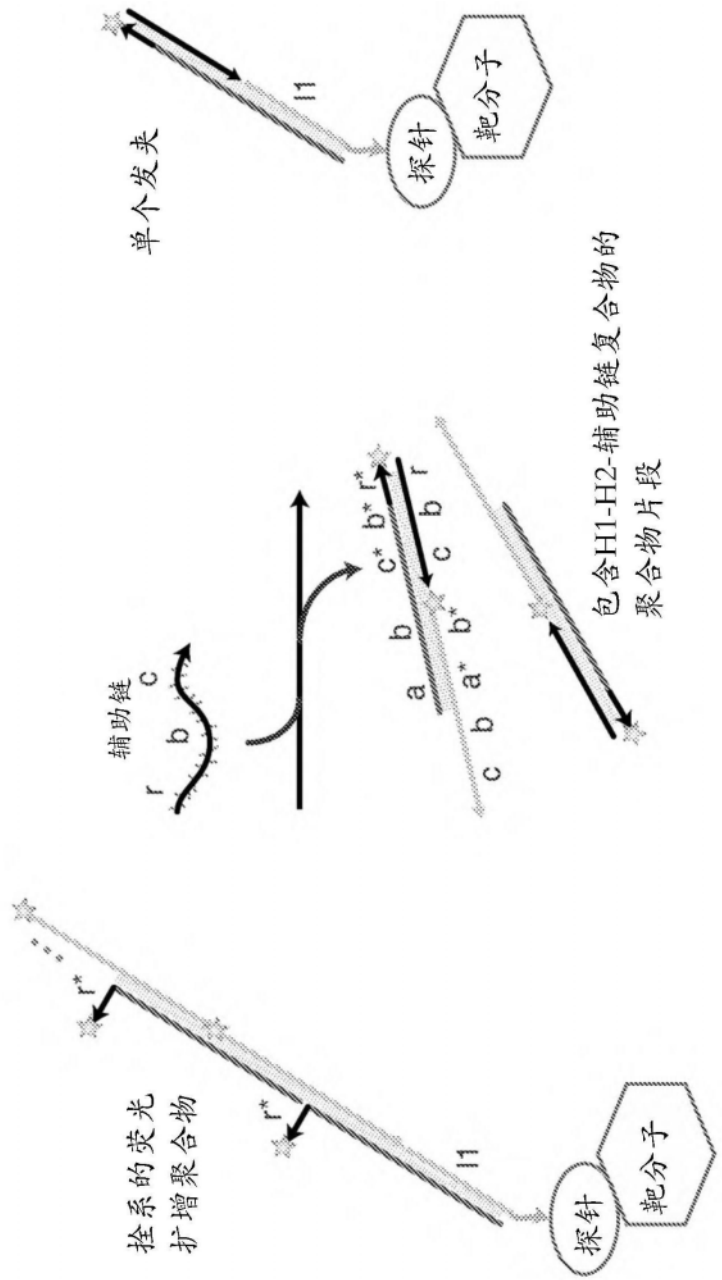 拴系的荧光
扩增聚合物
r*
r*
I1
探针
靶分子
辅助链
r b c
a b c* b* r*
c b a* b* c b r
包含H1-H2-辅助链复合物的
聚合物片段
单个发夹
I1
探针
靶分子